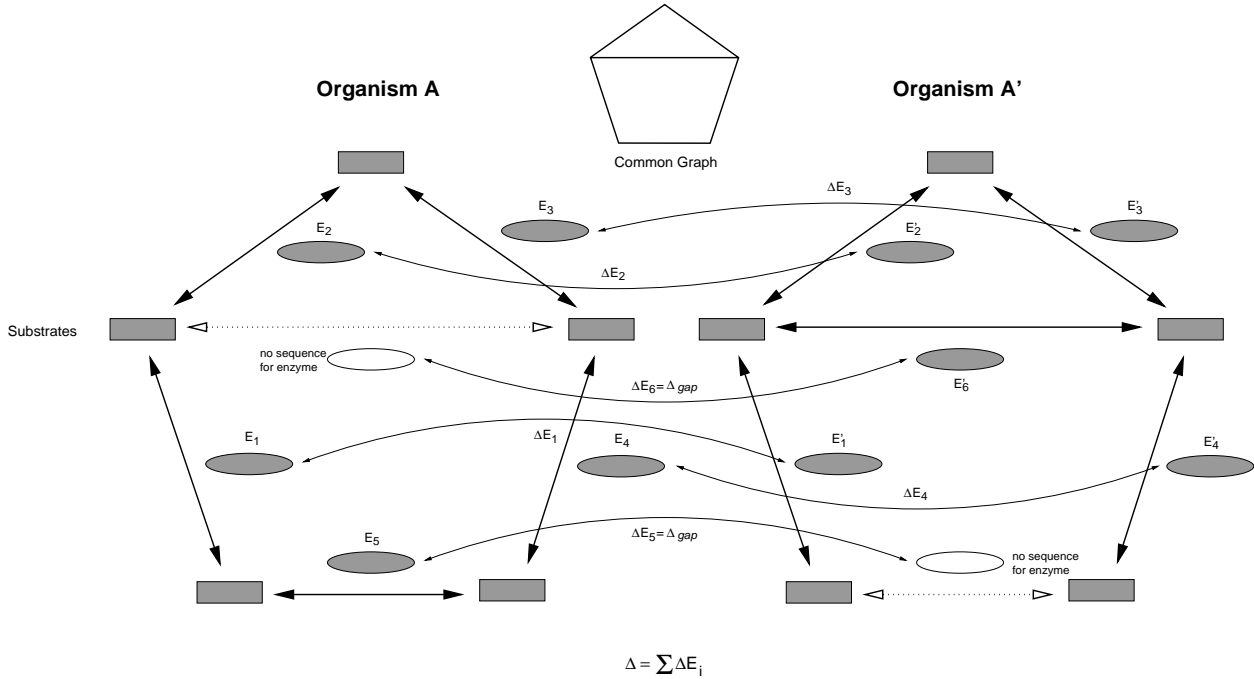 Organism A
Organism A'
Common Graph
ΔE3
E3
E'3
E2
E'2
ΔE2
Substrates
no sequence
for enzyme
ΔE6=Δgap
E'6
E1
ΔE1
E4
E'1
E'4
ΔE4
E5
ΔE5=Δgap
no sequence
for enzyme
Δ = ∑ ΔEi